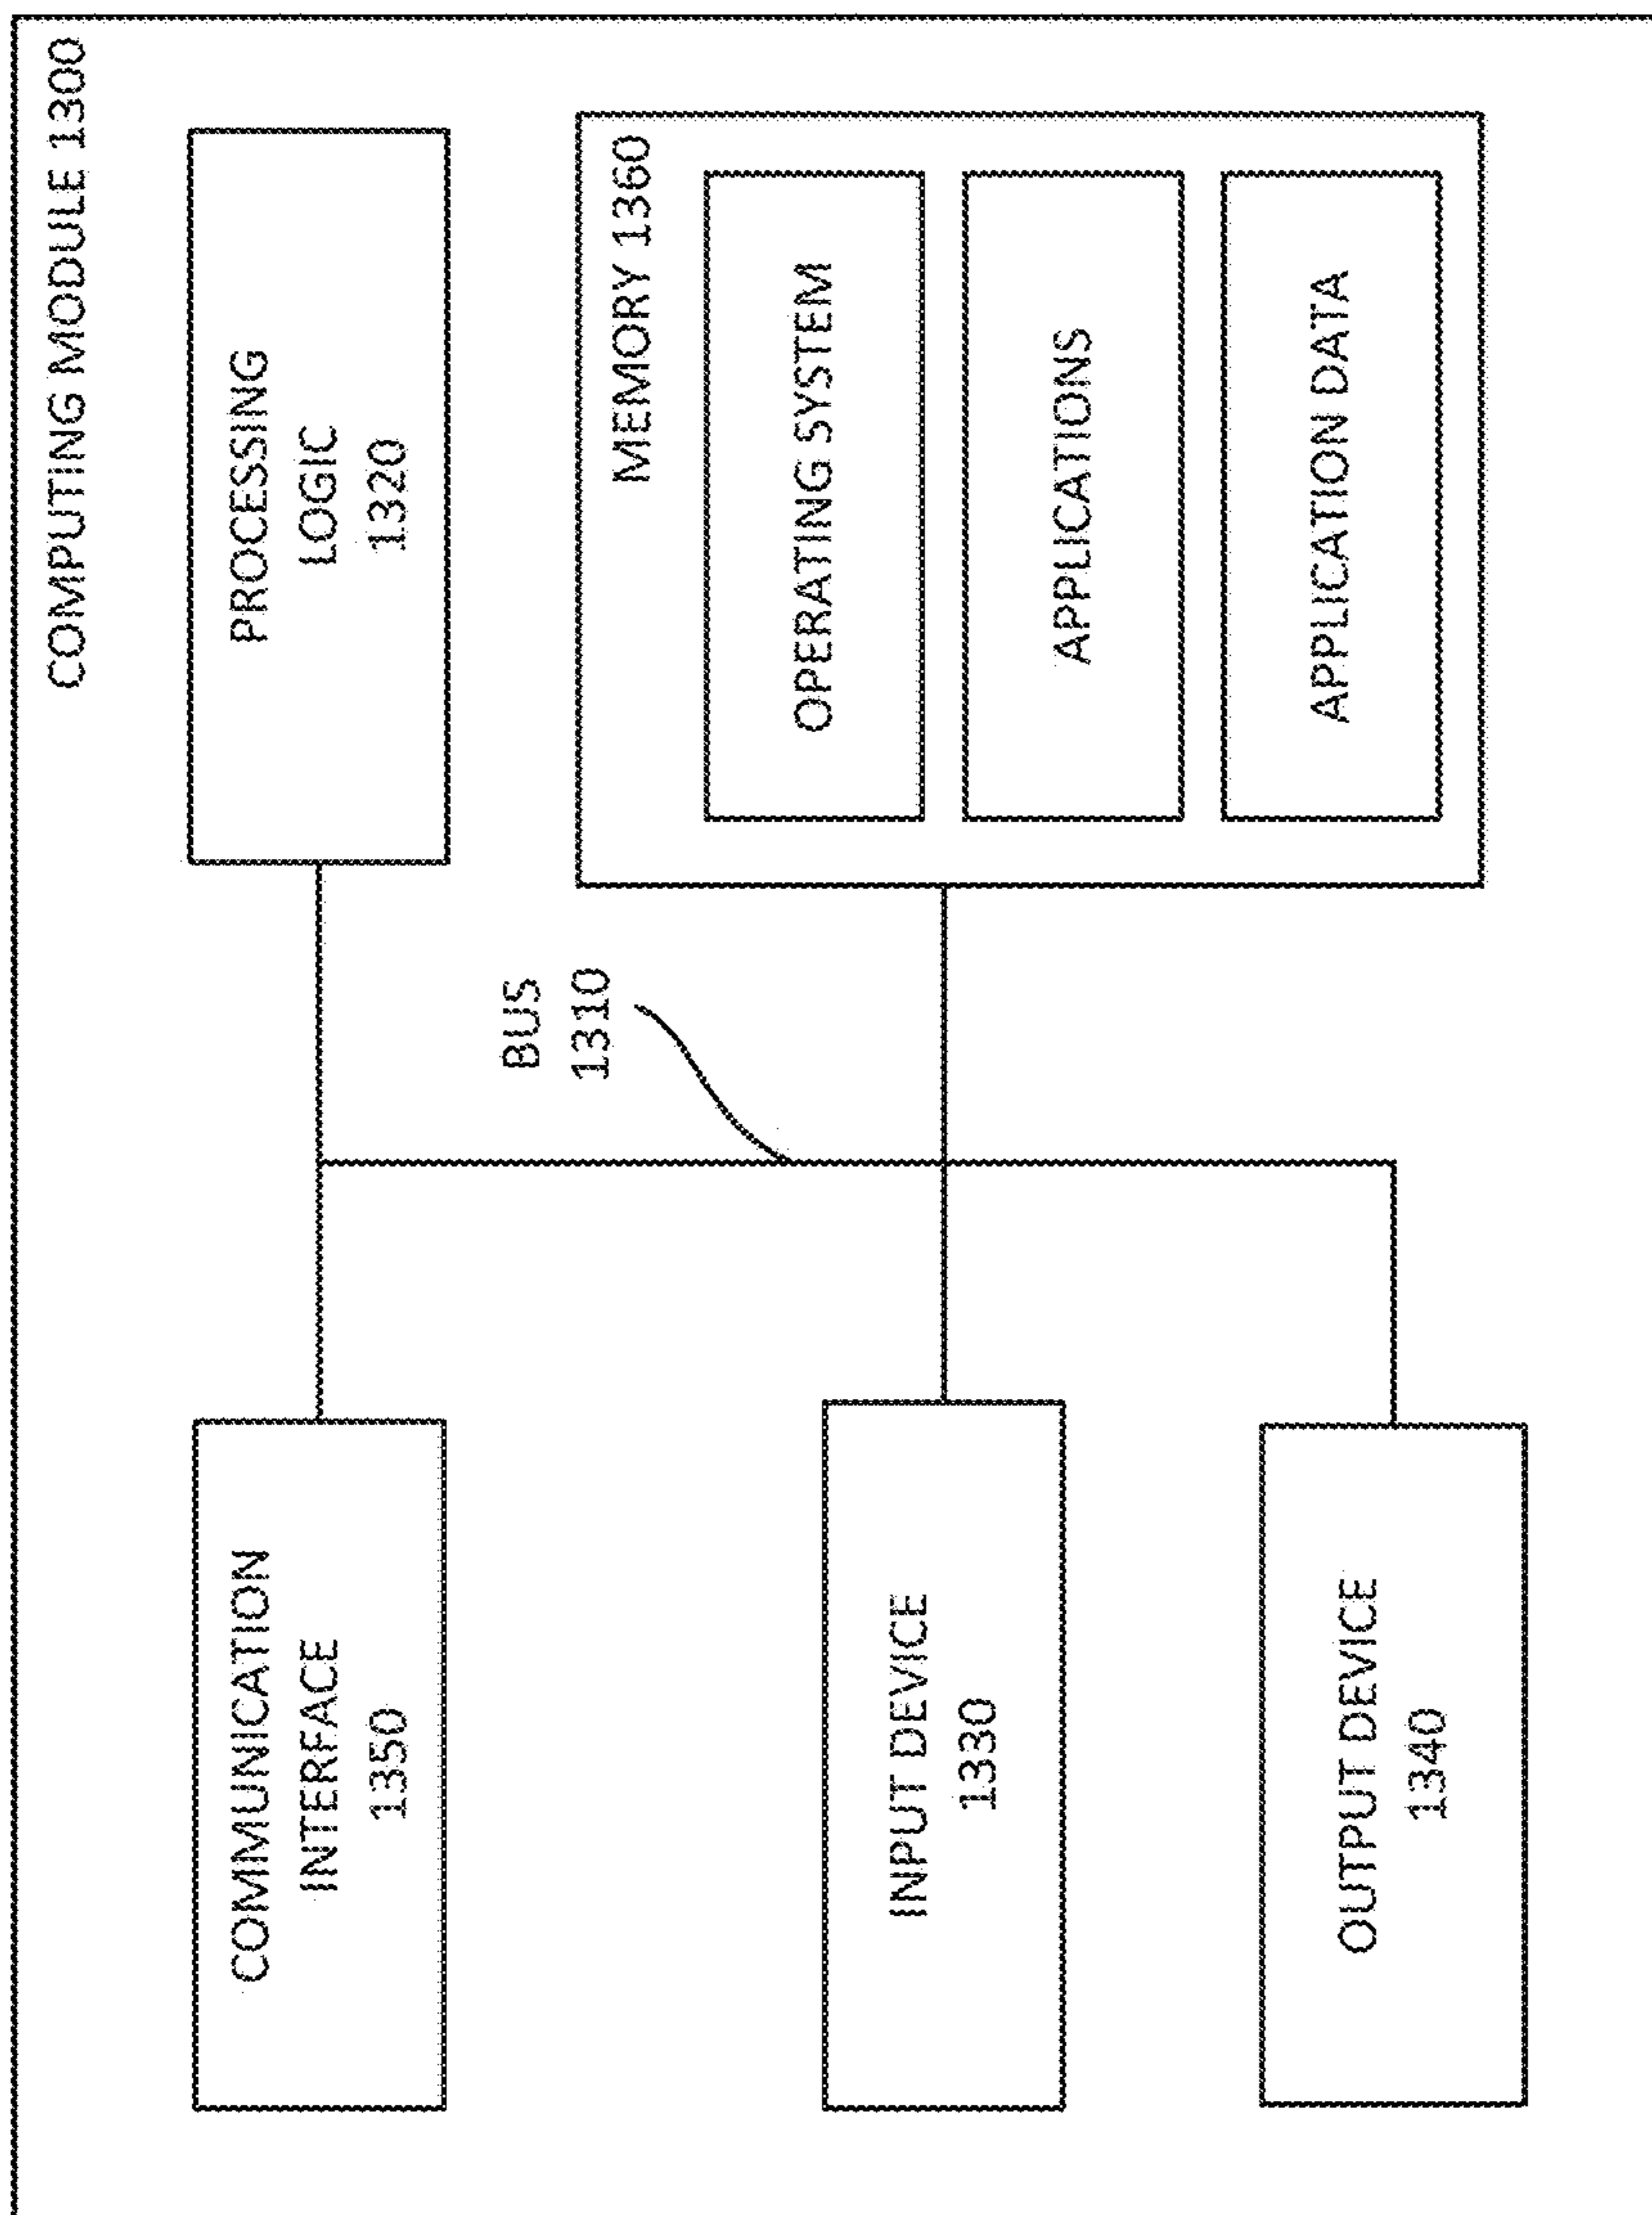 COMPUTING MODULE 1300
COMMUNICATION
INTERFACE
1350
PROCESSING
LOGIC
1320
BUS
1310
MEMORY 1360
OPERATING SYSTEM
APPLICATIONS
APPLICATION DATA
INPUT DEVICE
1330
OUTPUT DEVICE
1340